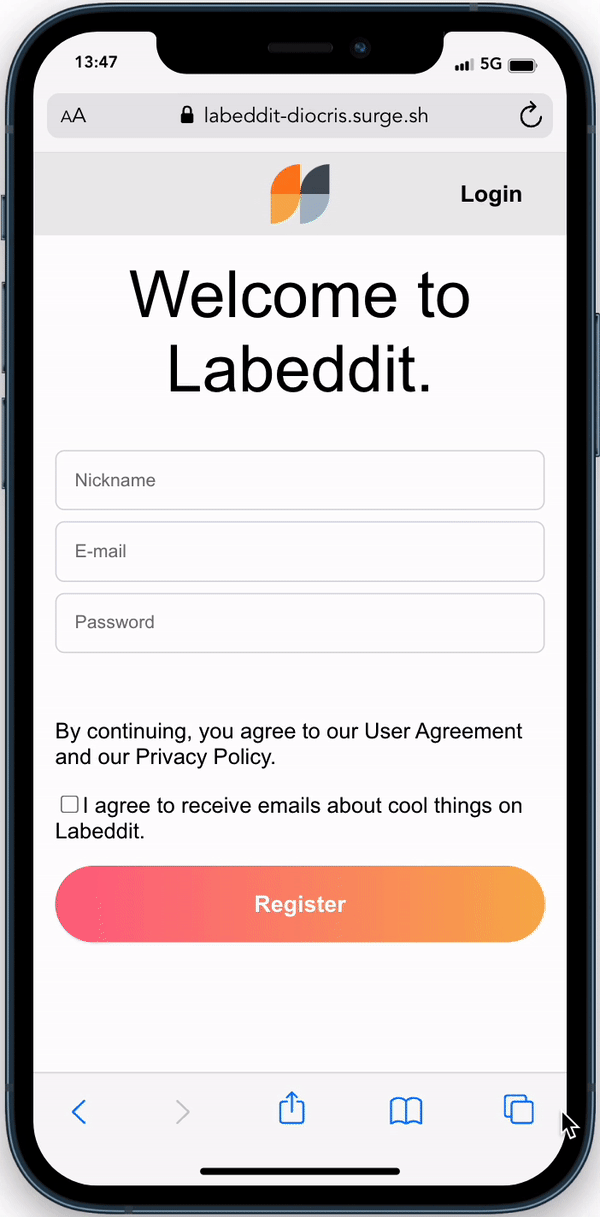 13:47
5G
AA
labeddit-diocris.surge.sh
Login
Welcome to
Labeddit.
Nickname
E-mail
Password
By continuing, you agree to our User Agreement
and our Privacy Policy.
I agree to receive emails about cool things on
Labeddit.
Register